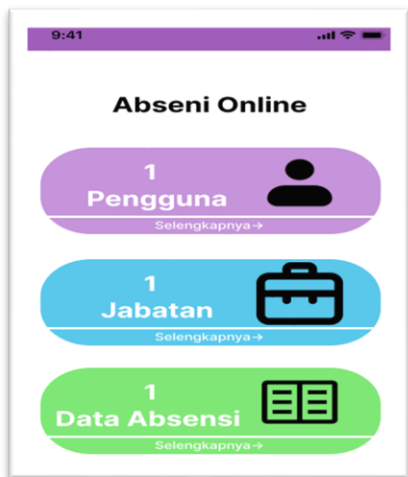 9:41
Abseni Online
1
Pengguna
Selengkapnya→
1
Jabatan
Selengkapnya→
1
Data Absensi
Selengkapnya→